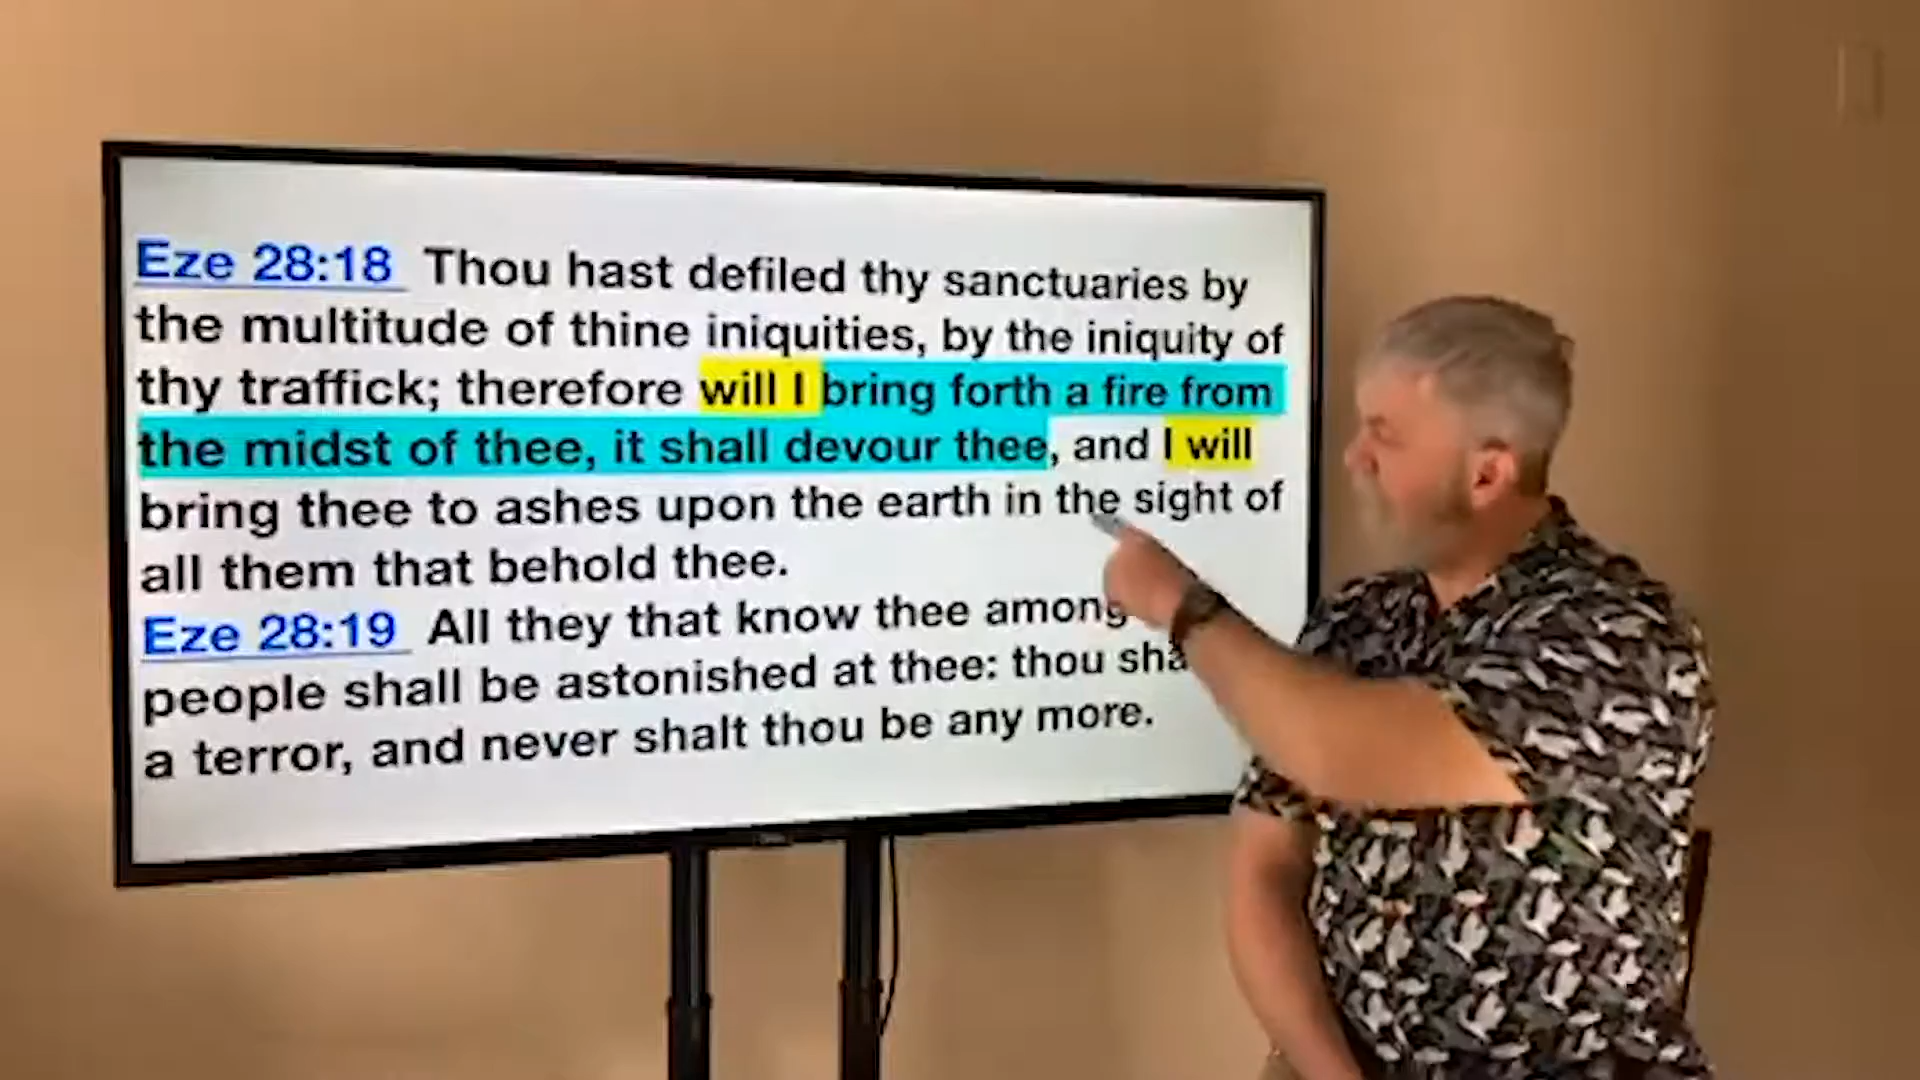 Eze 28:18 Thou hast defiled thy sanctuaries by
the multitude of thine iniquities, by the iniquity of
thy traffick; therefore will I bring forth a fire from
the midst of thee, it shall devour thee, and I will
bring thee to ashes upon the earth in the sight of
all them that behold thee.
Eze 28:19 All they that know thee among
people shall be astonished at thee: thou
a terror, and never shalt thou be any more.